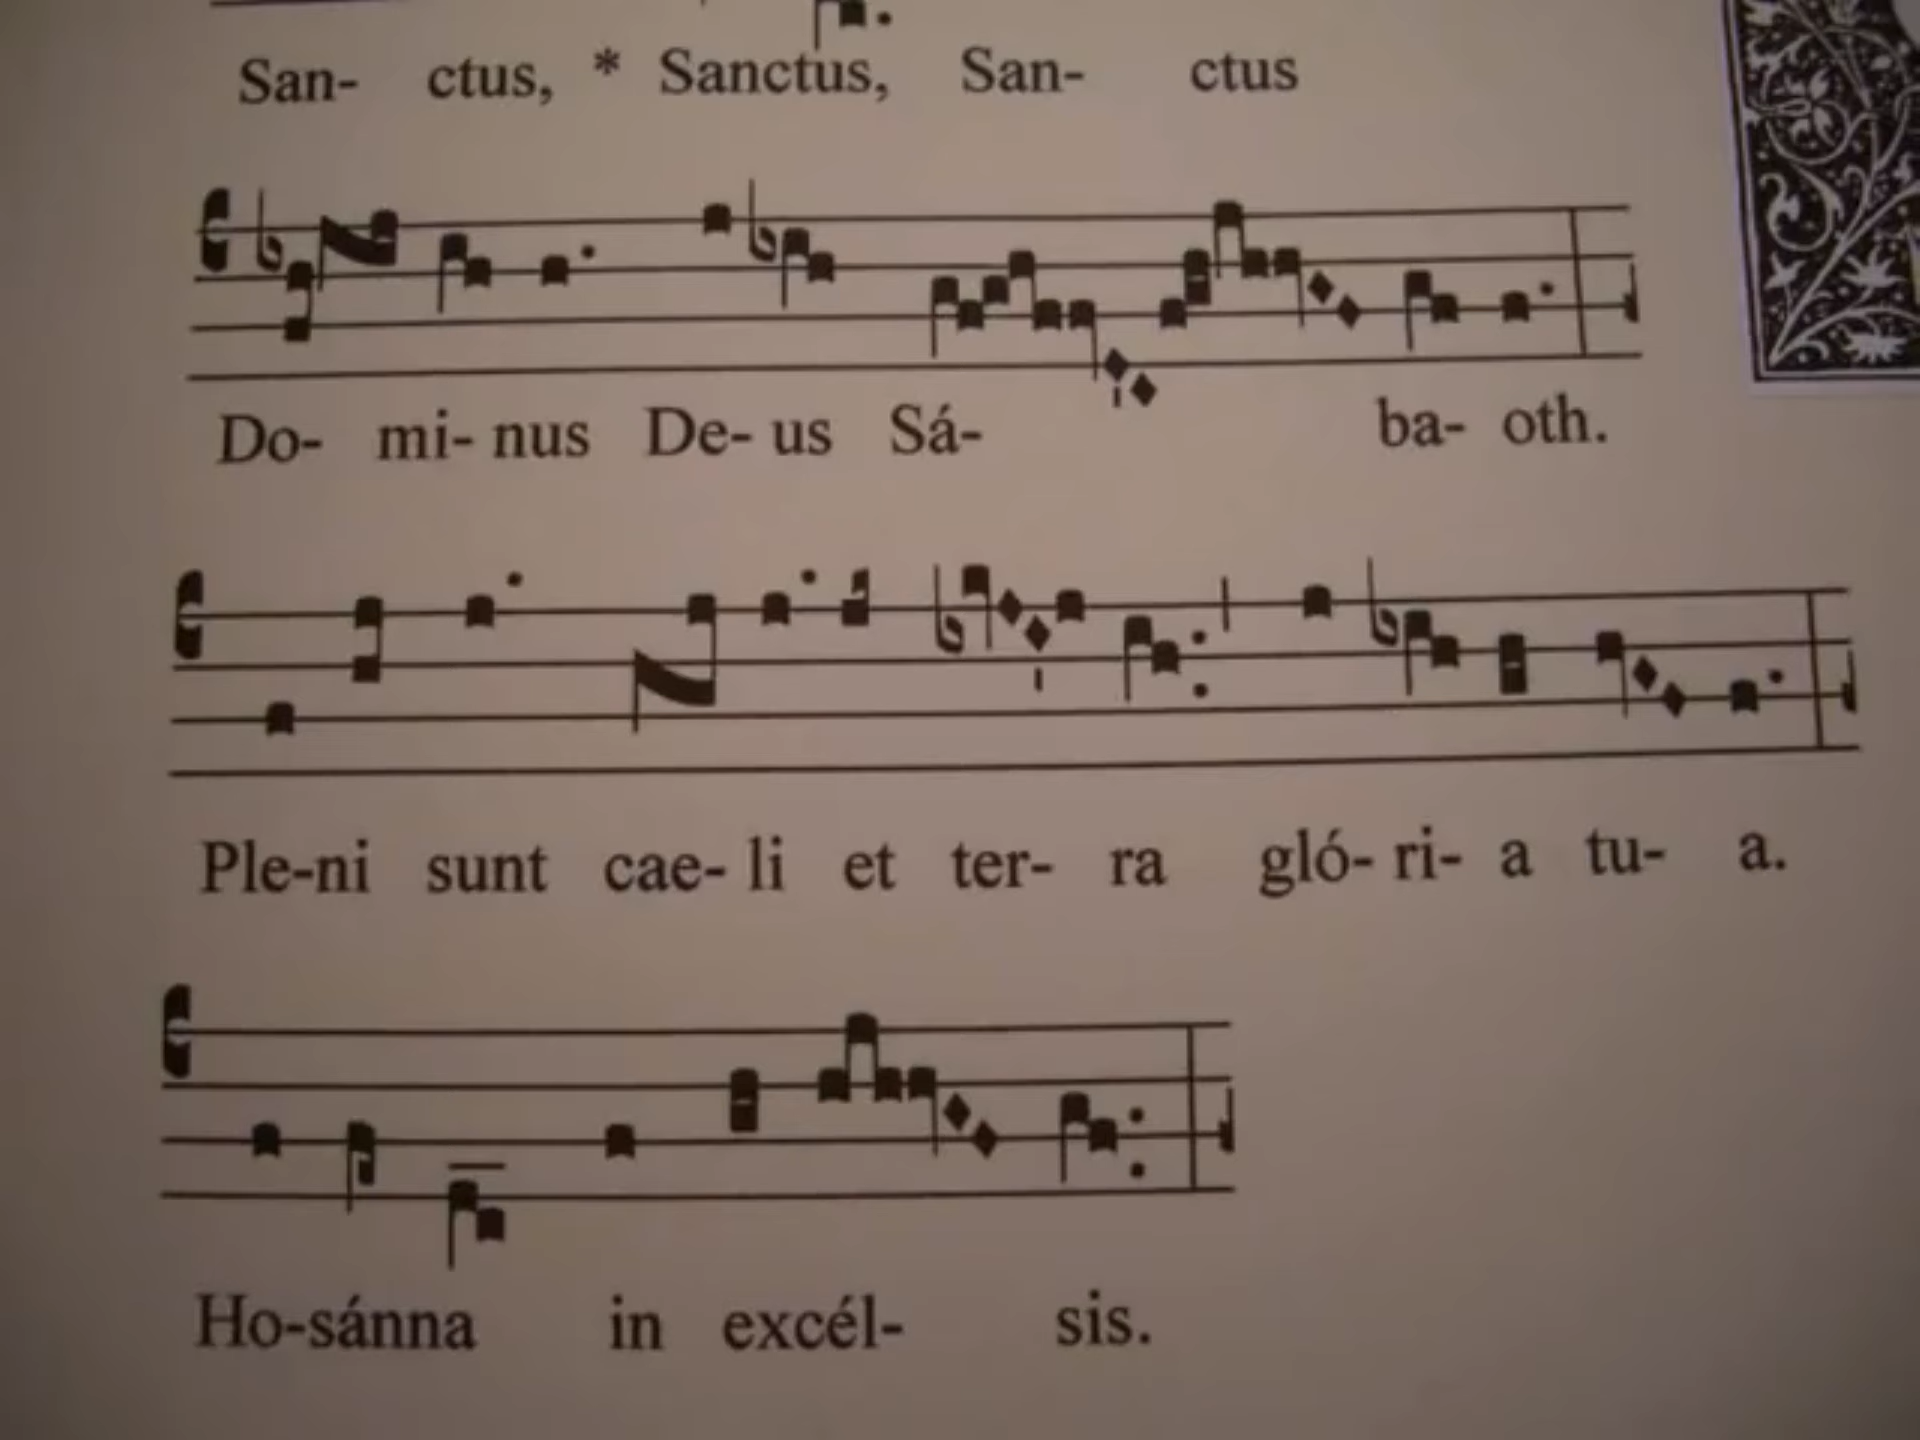 San- ctus, * Sanctus, San- ctus
Do- mi- nus De- us Sá- ba- oth.
Ple-ni sunt cae- li et ter- ra gló- ri- a tu- a.
Ho-sánna in excél- sis.